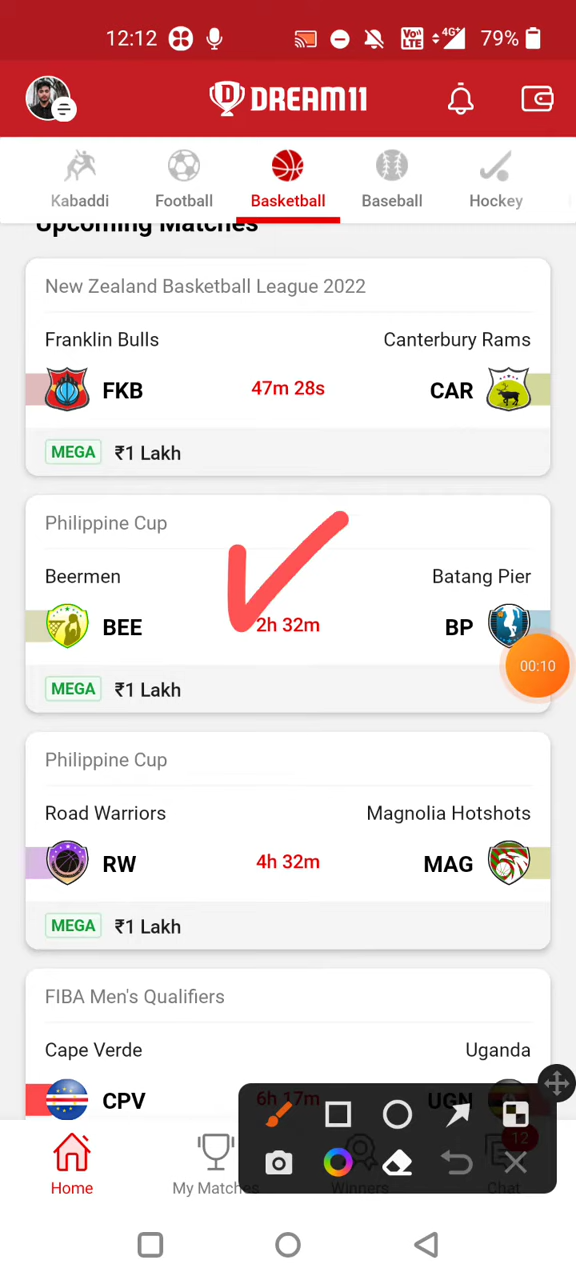 12:12 VoLTE 4G+ 79%
DREAM11
Kabaddi Football Basketball Baseball Hockey
Upcoming Matches
New Zealand Basketball League 2022
Franklin Bulls Canterbury Rams
FKB 47m 28s CAR
MEGA ₹1 Lakh
Philippine Cup
Beermen Batang Pier
BEE 2h 32m BP
00:10
MEGA ₹1 Lakh
Philippine Cup
Road Warriors Magnolia Hotshots
RW 4h 32m MAG
MEGA ₹1 Lakh
FIBA Men's Qualifiers
Cape Verde Uganda
CPV 6h 17m UGN
12
Home My Matches Winners Chat